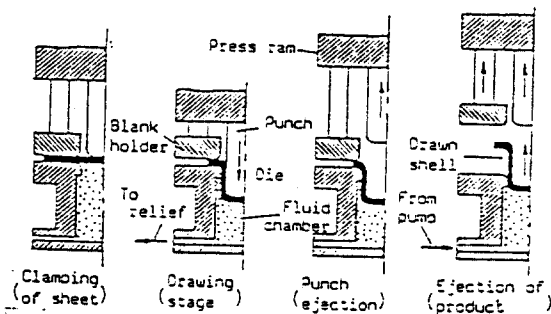 Press ram
Blank
holder
Punch
Die
To
relief
Fluid
chamber
Drawn
shell
From
pump
(Clamping
of sheet)
(Drawing
stage)
(Punch
ejection)
(Ejection of
product)